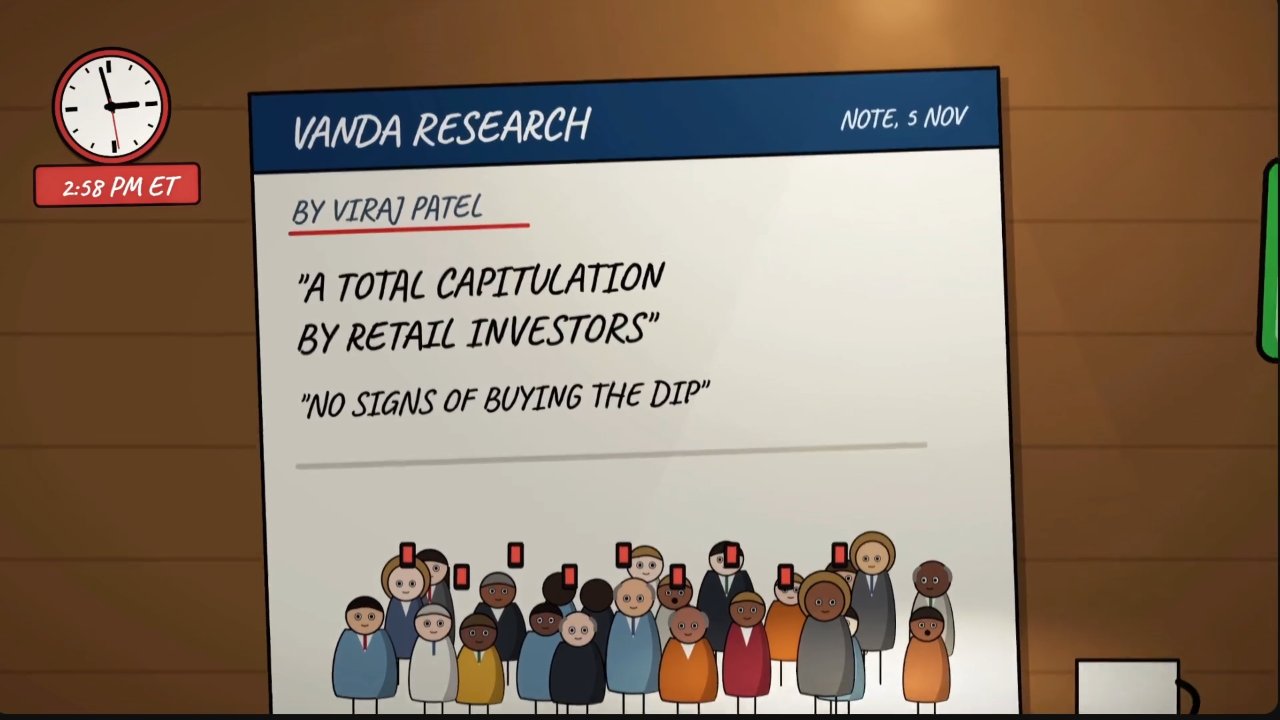 2:58 PM ET
VANDA RESEARCH
NOTE, 5 NOV
BY VIRAJ PATEL
"A TOTAL CAPITULATION
BY RETAIL INVESTORS"
"NO SIGNS OF BUYING THE DIP"